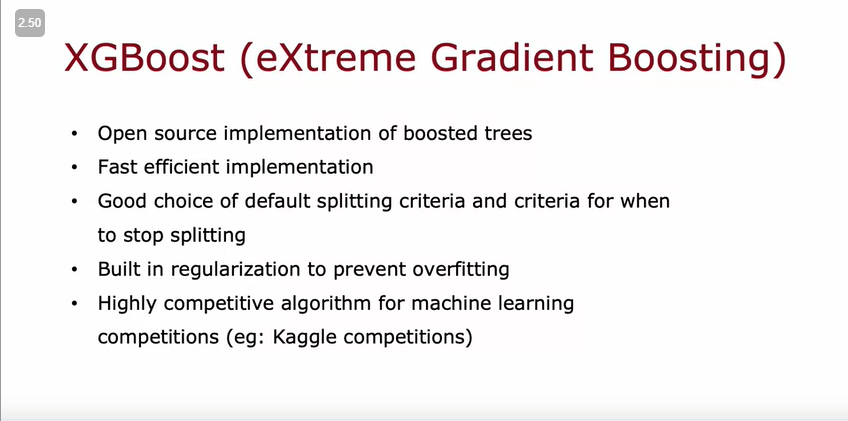 2.50
XGBoost (eXtreme Gradient Boosting)
• Open source implementation of boosted trees
• Fast efficient implementation
• Good choice of default splitting criteria and criteria for when
to stop splitting
• Built in regularization to prevent overfitting
• Highly competitive algorithm for machine learning
competitions (eg: Kaggle competitions)